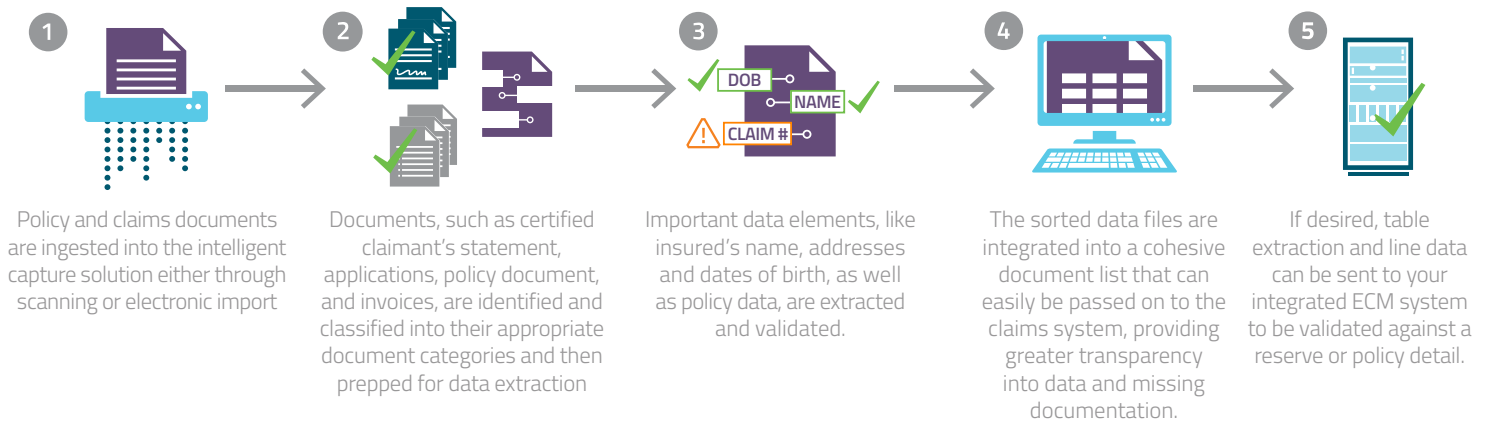 1
Policy and claims documents
are ingested into the intelligent
capture solution either through
scanning or electronic import
2
Documents, such as certified
claimant's statement,
applications, policy document,
and invoices, are identified and
classified into their appropriate
document categories and then
prepped for data extraction
3
DOB
NAME
CLAIM #
Important data elements, like
insured's name, addresses
and dates of birth, as well
as policy data, are extracted
and validated.
4
The sorted data files are
integrated into a cohesive
document list that can
easily be passed on to the
claims system, providing
greater transparency
into data and missing
documentation.
5
If desired, table
extraction and line data
can be sent to your
integrated ECM system
to be validated against a
reserve or policy detail.